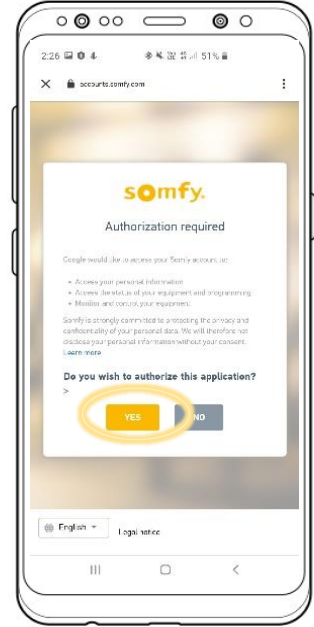 2:26 51%
accounts.somfy.com
somfy.
Authorization required
Google would like to access your Somfy account to:
• Access your personal information
• Access the status of your equipment and programming
• Monitor and control your equipment
Somfy is strongly committed to protecting the privacy and
confidentiality of your personal data. We will therefore not
disclose your personal information without your consent.
Learn more
Do you wish to authorize this application?
>
YES NO
English Legal notice